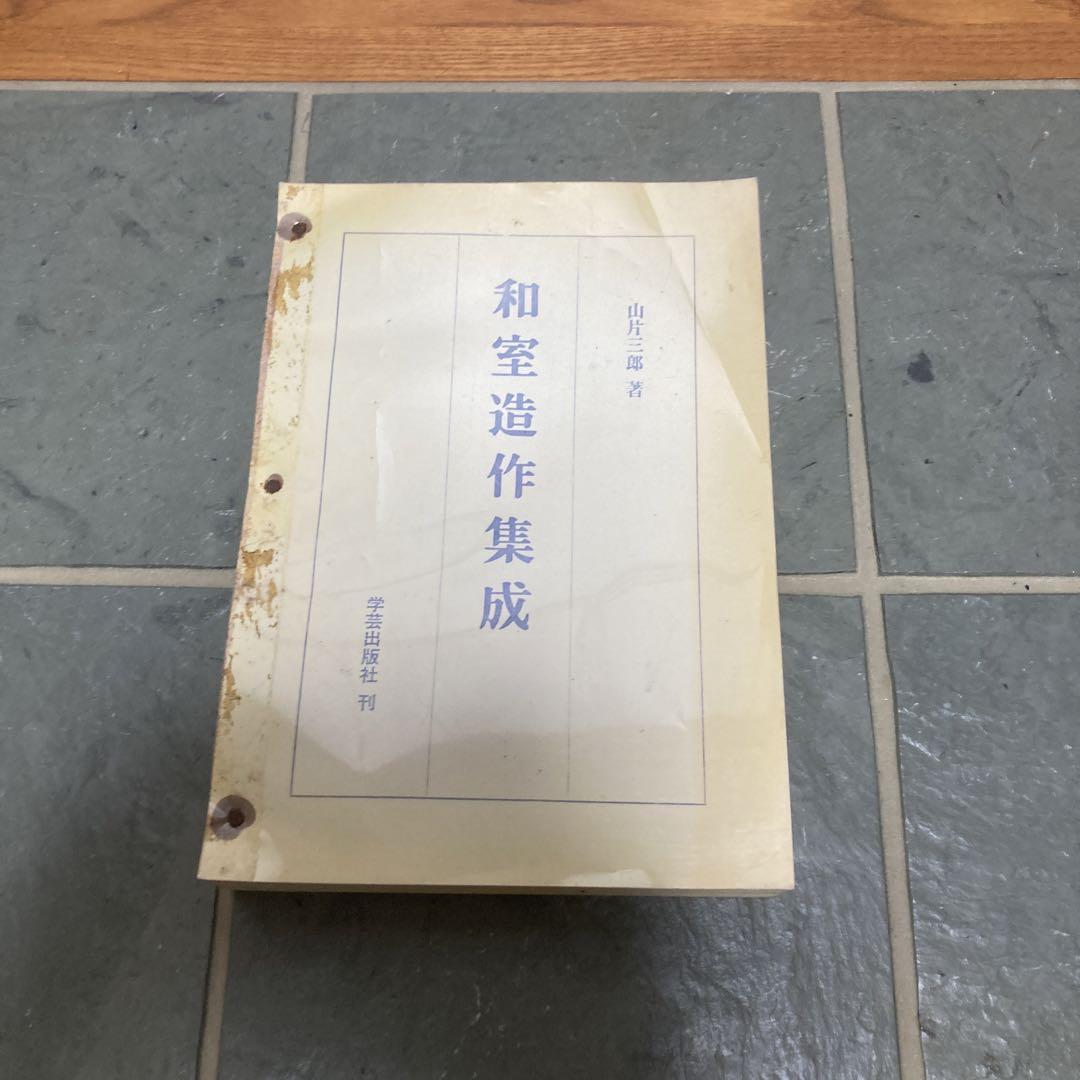 山片三郎 著
和室造作集成
学芸出版社 刊